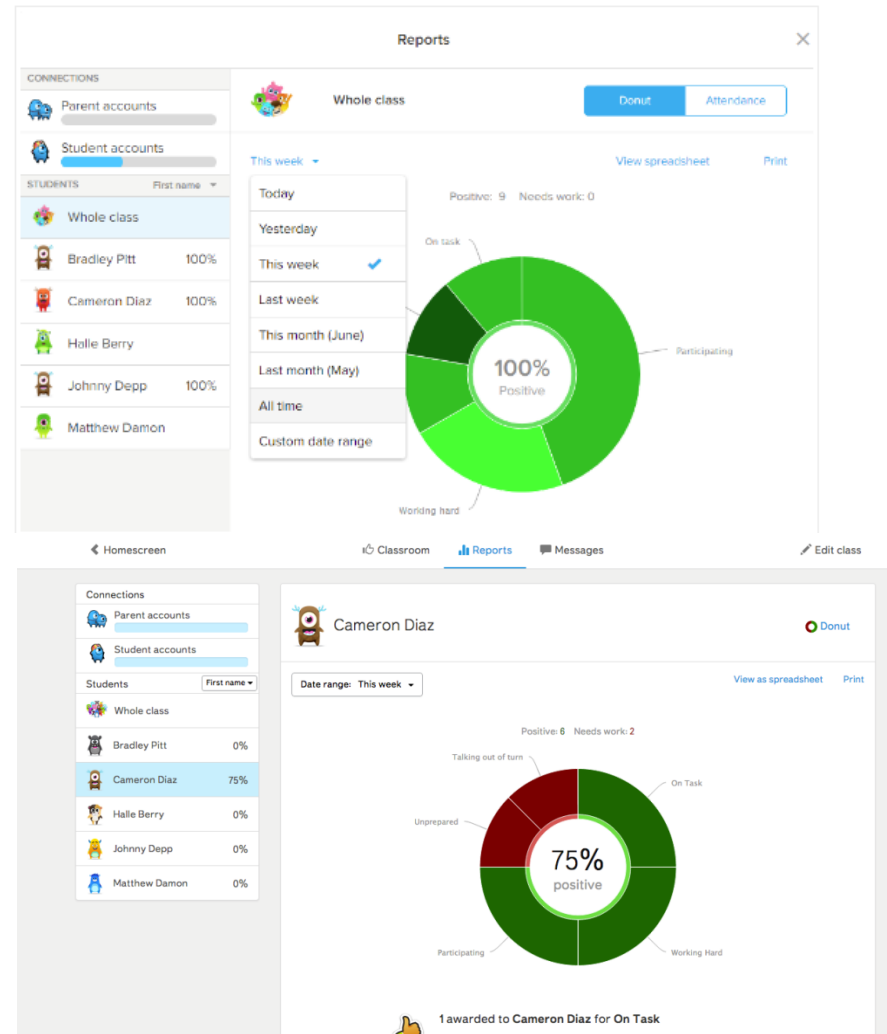 Reports
CONNECTIONS
Parent accounts
Student accounts
STUDENTS First name
Whole class
Bradley Pitt 100%
Cameron Diaz 100%
Halle Berry
Johnny Depp 100%
Matthew Damon
Whole class
Donut Attendance
This week
View spreadsheet Print
Today
Yesterday
This week
Last week
This month (June)
Last month (May)
All time
Custom date range
Positive: 9 Needs work: 0
On task
Participating
100%
Positive
Working hard
Homescreen
Classroom Reports Messages
Edit class
Connections
Parent accounts
Student accounts
Students First name
Whole class
Bradley Pitt 0%
Cameron Diaz 75%
Halle Berry 0%
Johnny Depp 0%
Matthew Damon 0%
Cameron Diaz
Donut
Date range: This week
View as spreadsheet Print
Positive: 6 Needs work: 2
Talking out of turn
On Task
Unprepared
75%
positive
Participating
Working Hard
1 awarded to Cameron Diaz for On Task